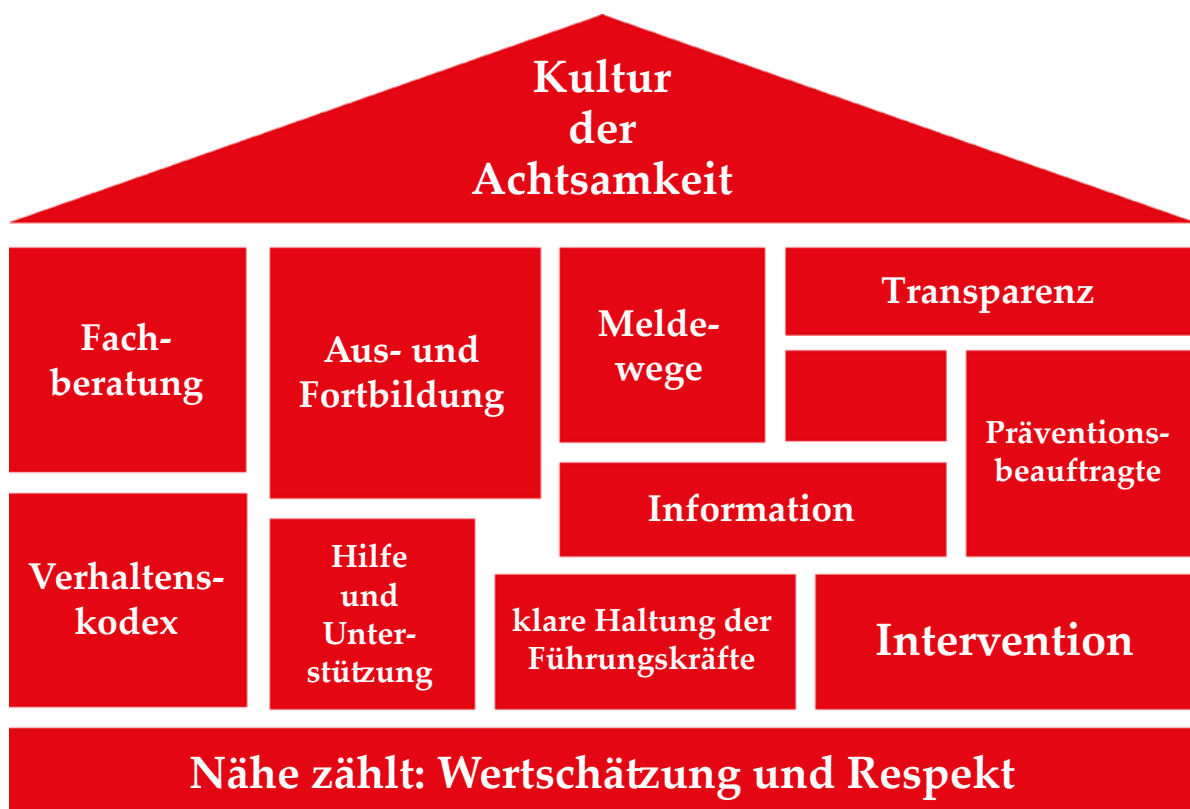 Kultur
der
Achtsamkeit
Fach-
beratung
Aus- und
Fortbildung
Melde-
wege
Transparenz
Präventions-
beauftragte
Information
Verhaltens-
kodex
Hilfe
und
Unter-
stützung
klare Haltung der
Führungskräfte
Intervention
Nähe zählt: Wertschätzung und Respekt